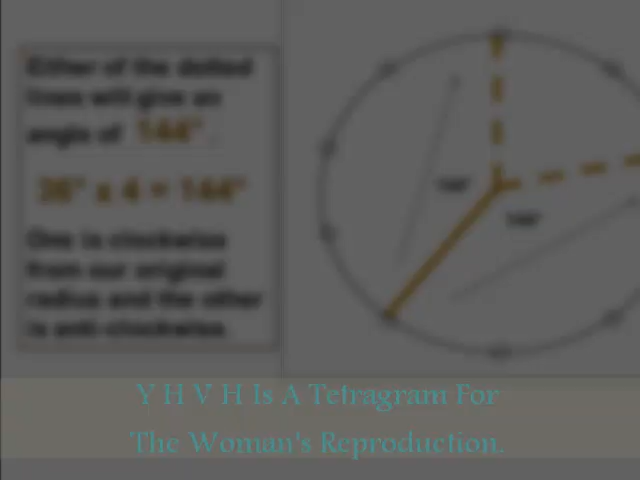 Either of the dotted
lines will give an
angle of 144° .
36° x 4 = 144°
One is clockwise
from our original
radius and the other
is anti-clockwise.
144°
144°
Y H V H Is A Tetragram For
The Woman's Reproduction.